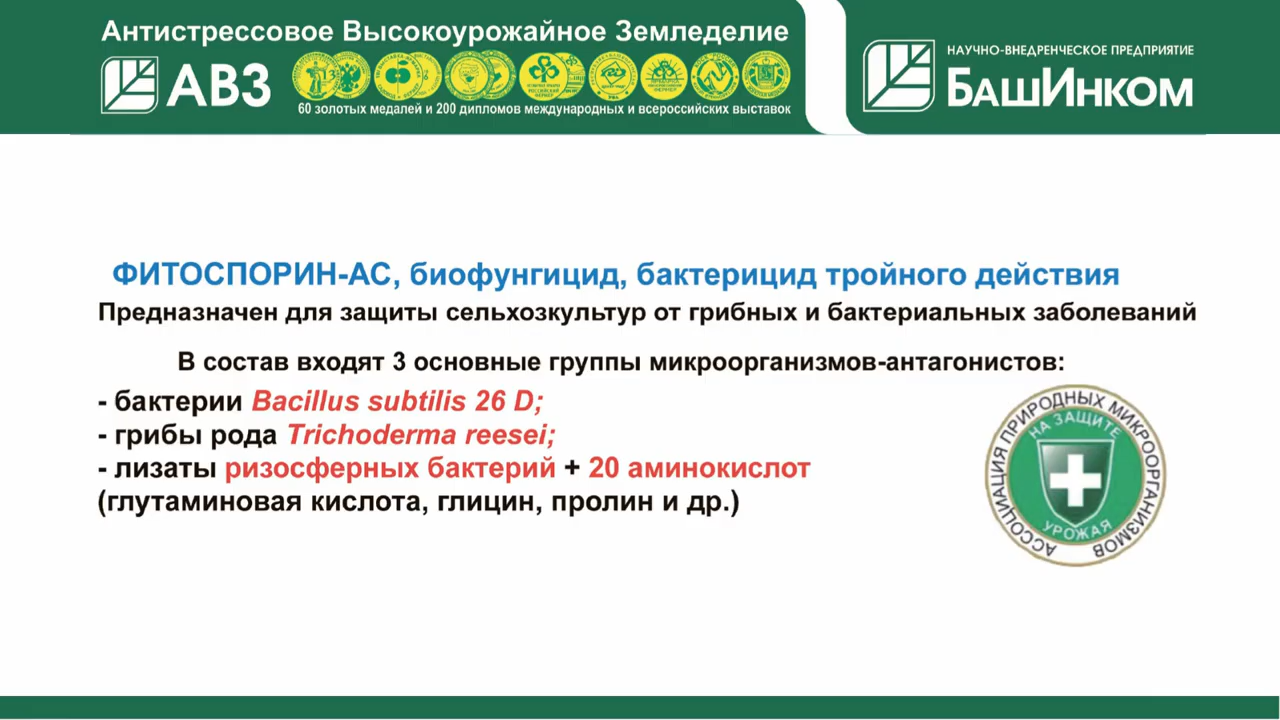 Антистрессовое Высокоурожайное Земледелие
АВЗ
60 золотых медалей и 200 дипломов международных и всероссийских выставок
НАУЧНО-ВНЕДРЕНЧЕСКОЕ ПРЕДПРИЯТИЕ
БашИнком
ФИТОСПОРИН-АС, биофунгицид, бактерицид тройного действия
Предназначен для защиты сельхозкультур от грибных и бактериальных заболеваний
В состав входят 3 основные группы микроорганизмов-антагонистов:
- бактерии Bacillus subtilis 26 D;
- грибы рода Trichoderma reesei;
- лизаты ризосферных бактерий + 20 аминокислот
(глутаминовая кислота, глицин, пролин и др.)
АССОЦИАЦИЯ ПРИРОДНЫХ МИКРООРГАНИЗМОВ
НА ЗАЩИТЕ
УРОЖАЯ